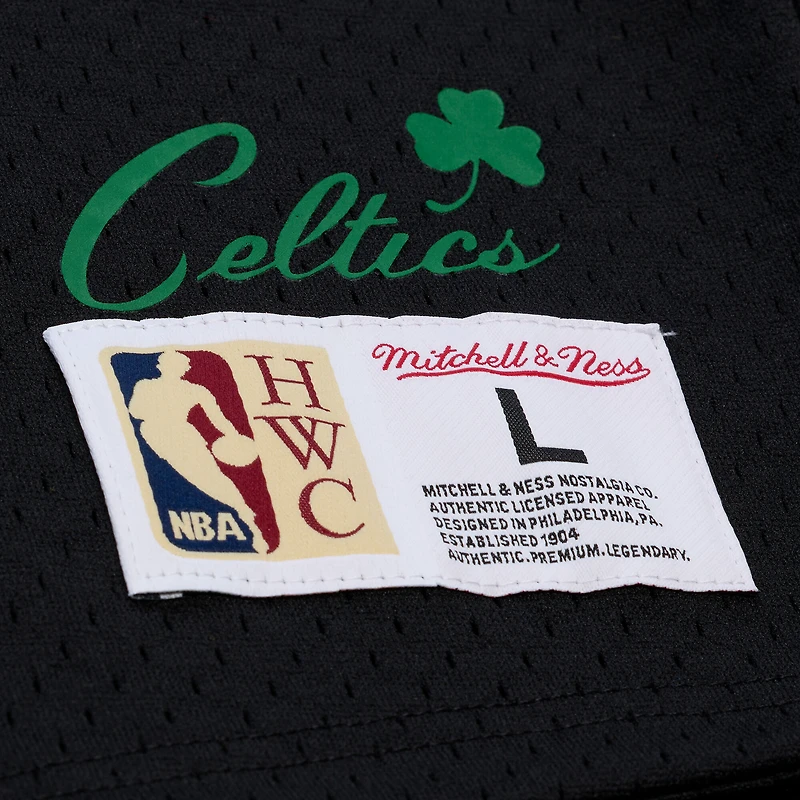 Celtics
HWC
NBA
Mitchell & Ness
L
MITCHELL & NESS NOSTALGIA CO.
AUTHENTIC LICENSED APPAREL
DESIGNED IN PHILADELPHIA, PA.
ESTABLISHED 1904
AUTHENTIC.PREMIUM.LEGENDARY.